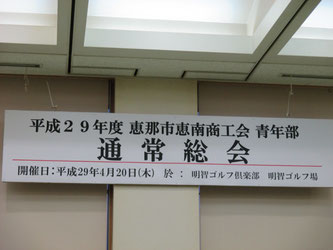 平成２９年度 恵那市恵南商工会 青年部
通常総会
開催日：平成29年4月20日(木) 於 ： 明智ゴルフ倶楽部 明智ゴルフ場